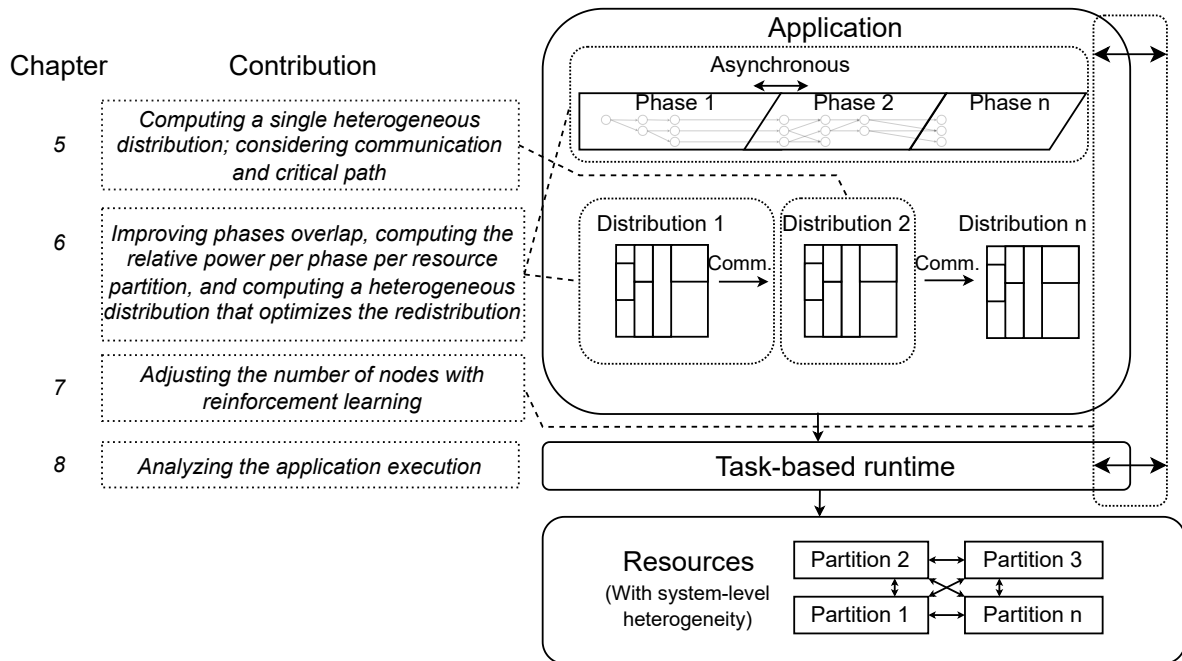 Chapter
Contribution
5
Computing a single heterogeneous
distribution; considering communication
and critical path
6
Improving phases overlap, computing the
relative power per phase per resource
partition, and computing a heterogeneous
distribution that optimizes the redistribution
7
Adjusting the number of nodes with
reinforcement learning
8
Analyzing the application execution
Application
Asynchronous
Phase 1
Phase 2
Phase n
Distribution 1
Distribution 2
Distribution n
Comm.
Comm.
Task-based runtime
Resources
(With system-level
heterogeneity)
Partition 2
Partition 3
Partition 1
Partition n